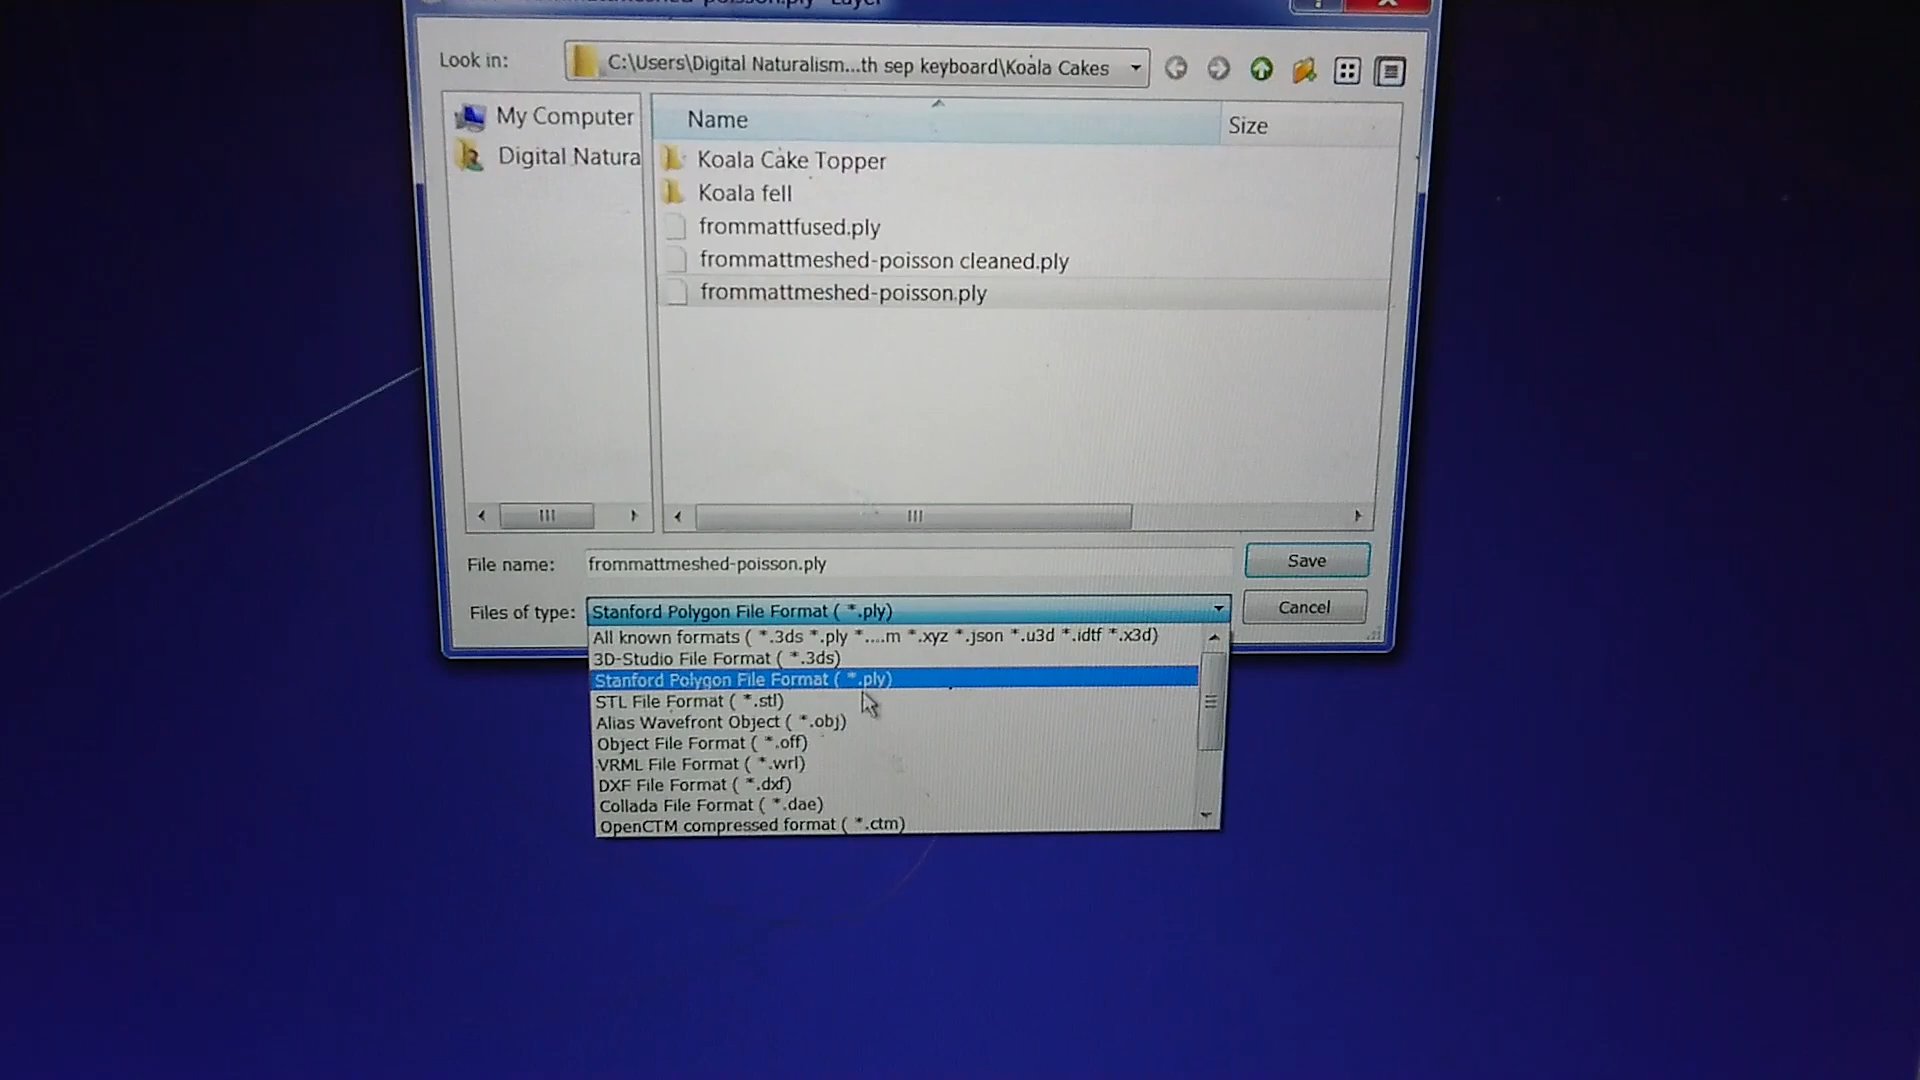 Look in:
C:\Users\Digital Naturalism...th sep keyboard\Koala Cakes
My Computer
Digital Natura
Name
Size
Koala Cake Topper
Koala fell
frommattfused.ply
frommattmeshed-poisson cleaned.ply
frommattmeshed-poisson.ply
File name:
frommattmeshed-poisson.ply
Save
Files of type:
Stanford Polygon File Format ( *.ply)
Cancel
All known formats ( *.3ds *.ply *....m *.xyz *.json *.u3d *.idtf *.x3d)
3D-Studio File Format ( *.3ds)
Stanford Polygon File Format ( *.ply)
STL File Format ( *.stl)
Alias Wavefront Object ( *.obj)
Object File Format ( *.off)
VRML File Format ( *.wrl)
DXF File Format ( *.dxf)
Collada File Format ( *.dae)
OpenCTM compressed format ( *.ctm)